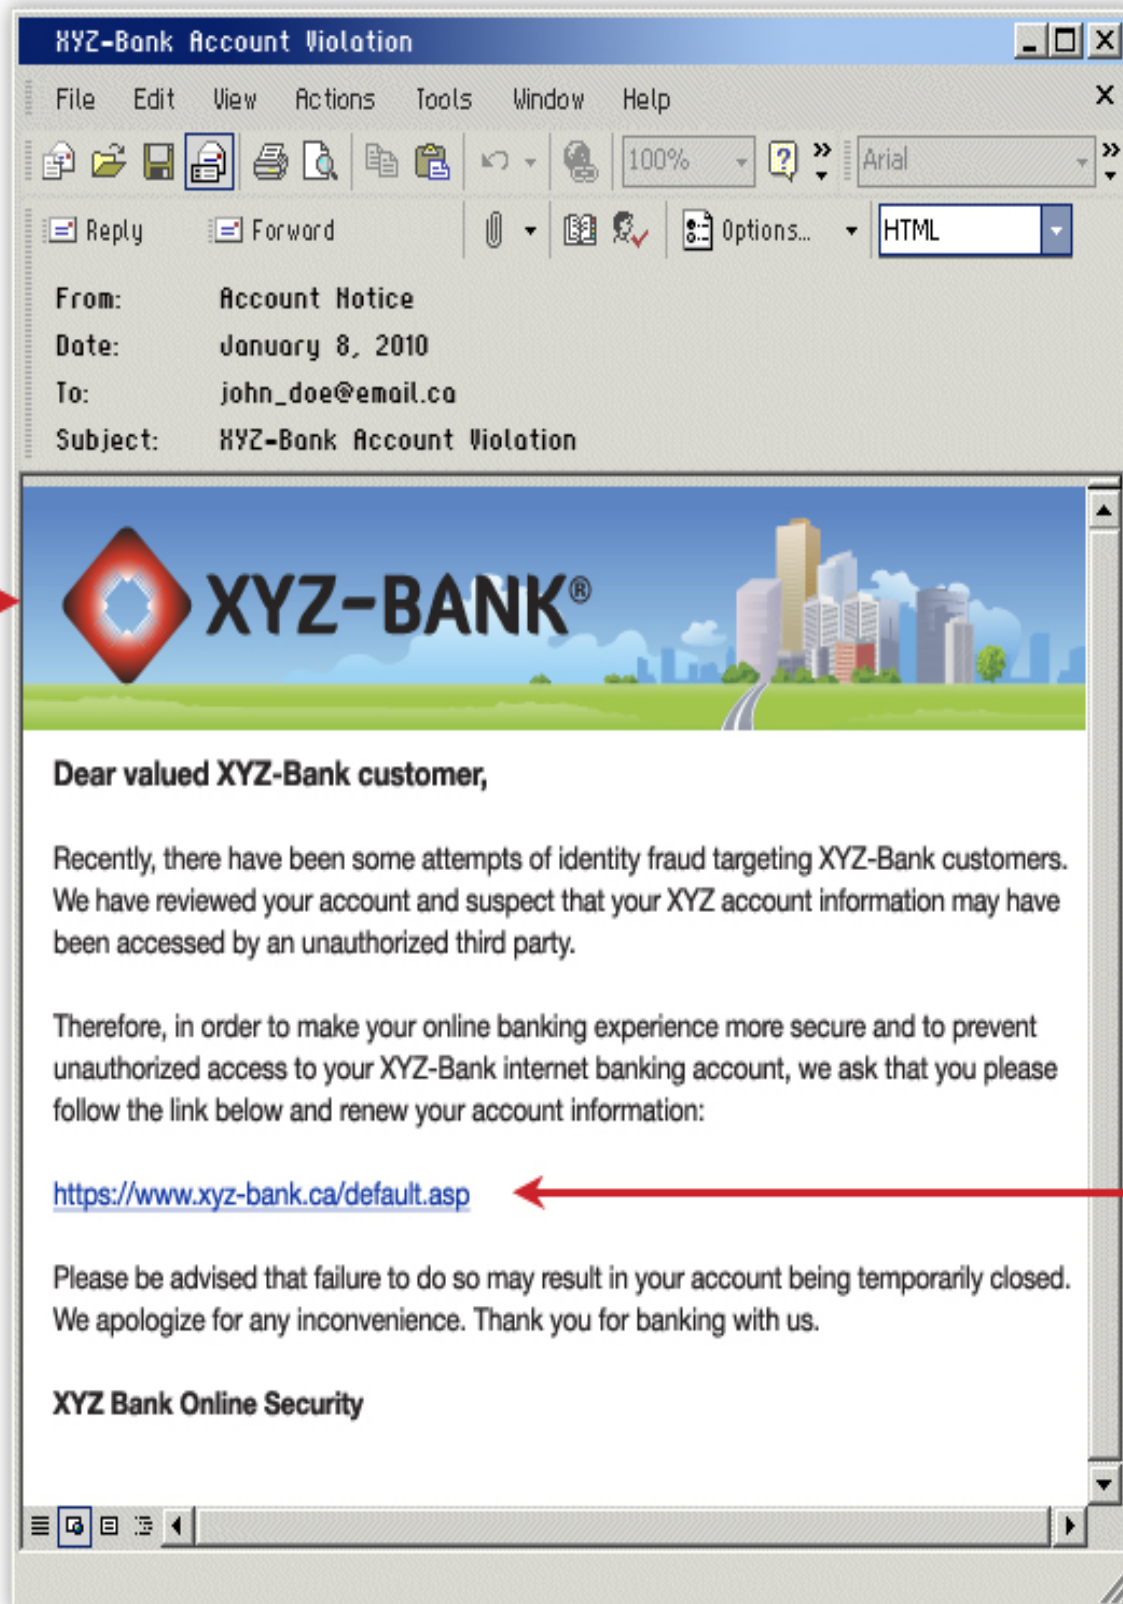 XYZ-Bank Account Violation
File Edit View Actions Tools Window Help
100% Arial
Reply Forward Options... HTML
From: Account Notice
Date: January 8, 2010
To: john_doe@email.ca
Subject: XYZ-Bank Account Violation
XYZ-BANK®
Dear valued XYZ-Bank customer,
Recently, there have been some attempts of identity fraud targeting XYZ-Bank customers.
We have reviewed your account and suspect that your XYZ account information may have
been accessed by an unauthorized third party.
Therefore, in order to make your online banking experience more secure and to prevent
unauthorized access to your XYZ-Bank internet banking account, we ask that you please
follow the link below and renew your account information:
https://www.xyz-bank.ca/default.asp
Please be advised that failure to do so may result in your account being temporarily closed.
We apologize for any inconvenience. Thank you for banking with us.
XYZ Bank Online Security